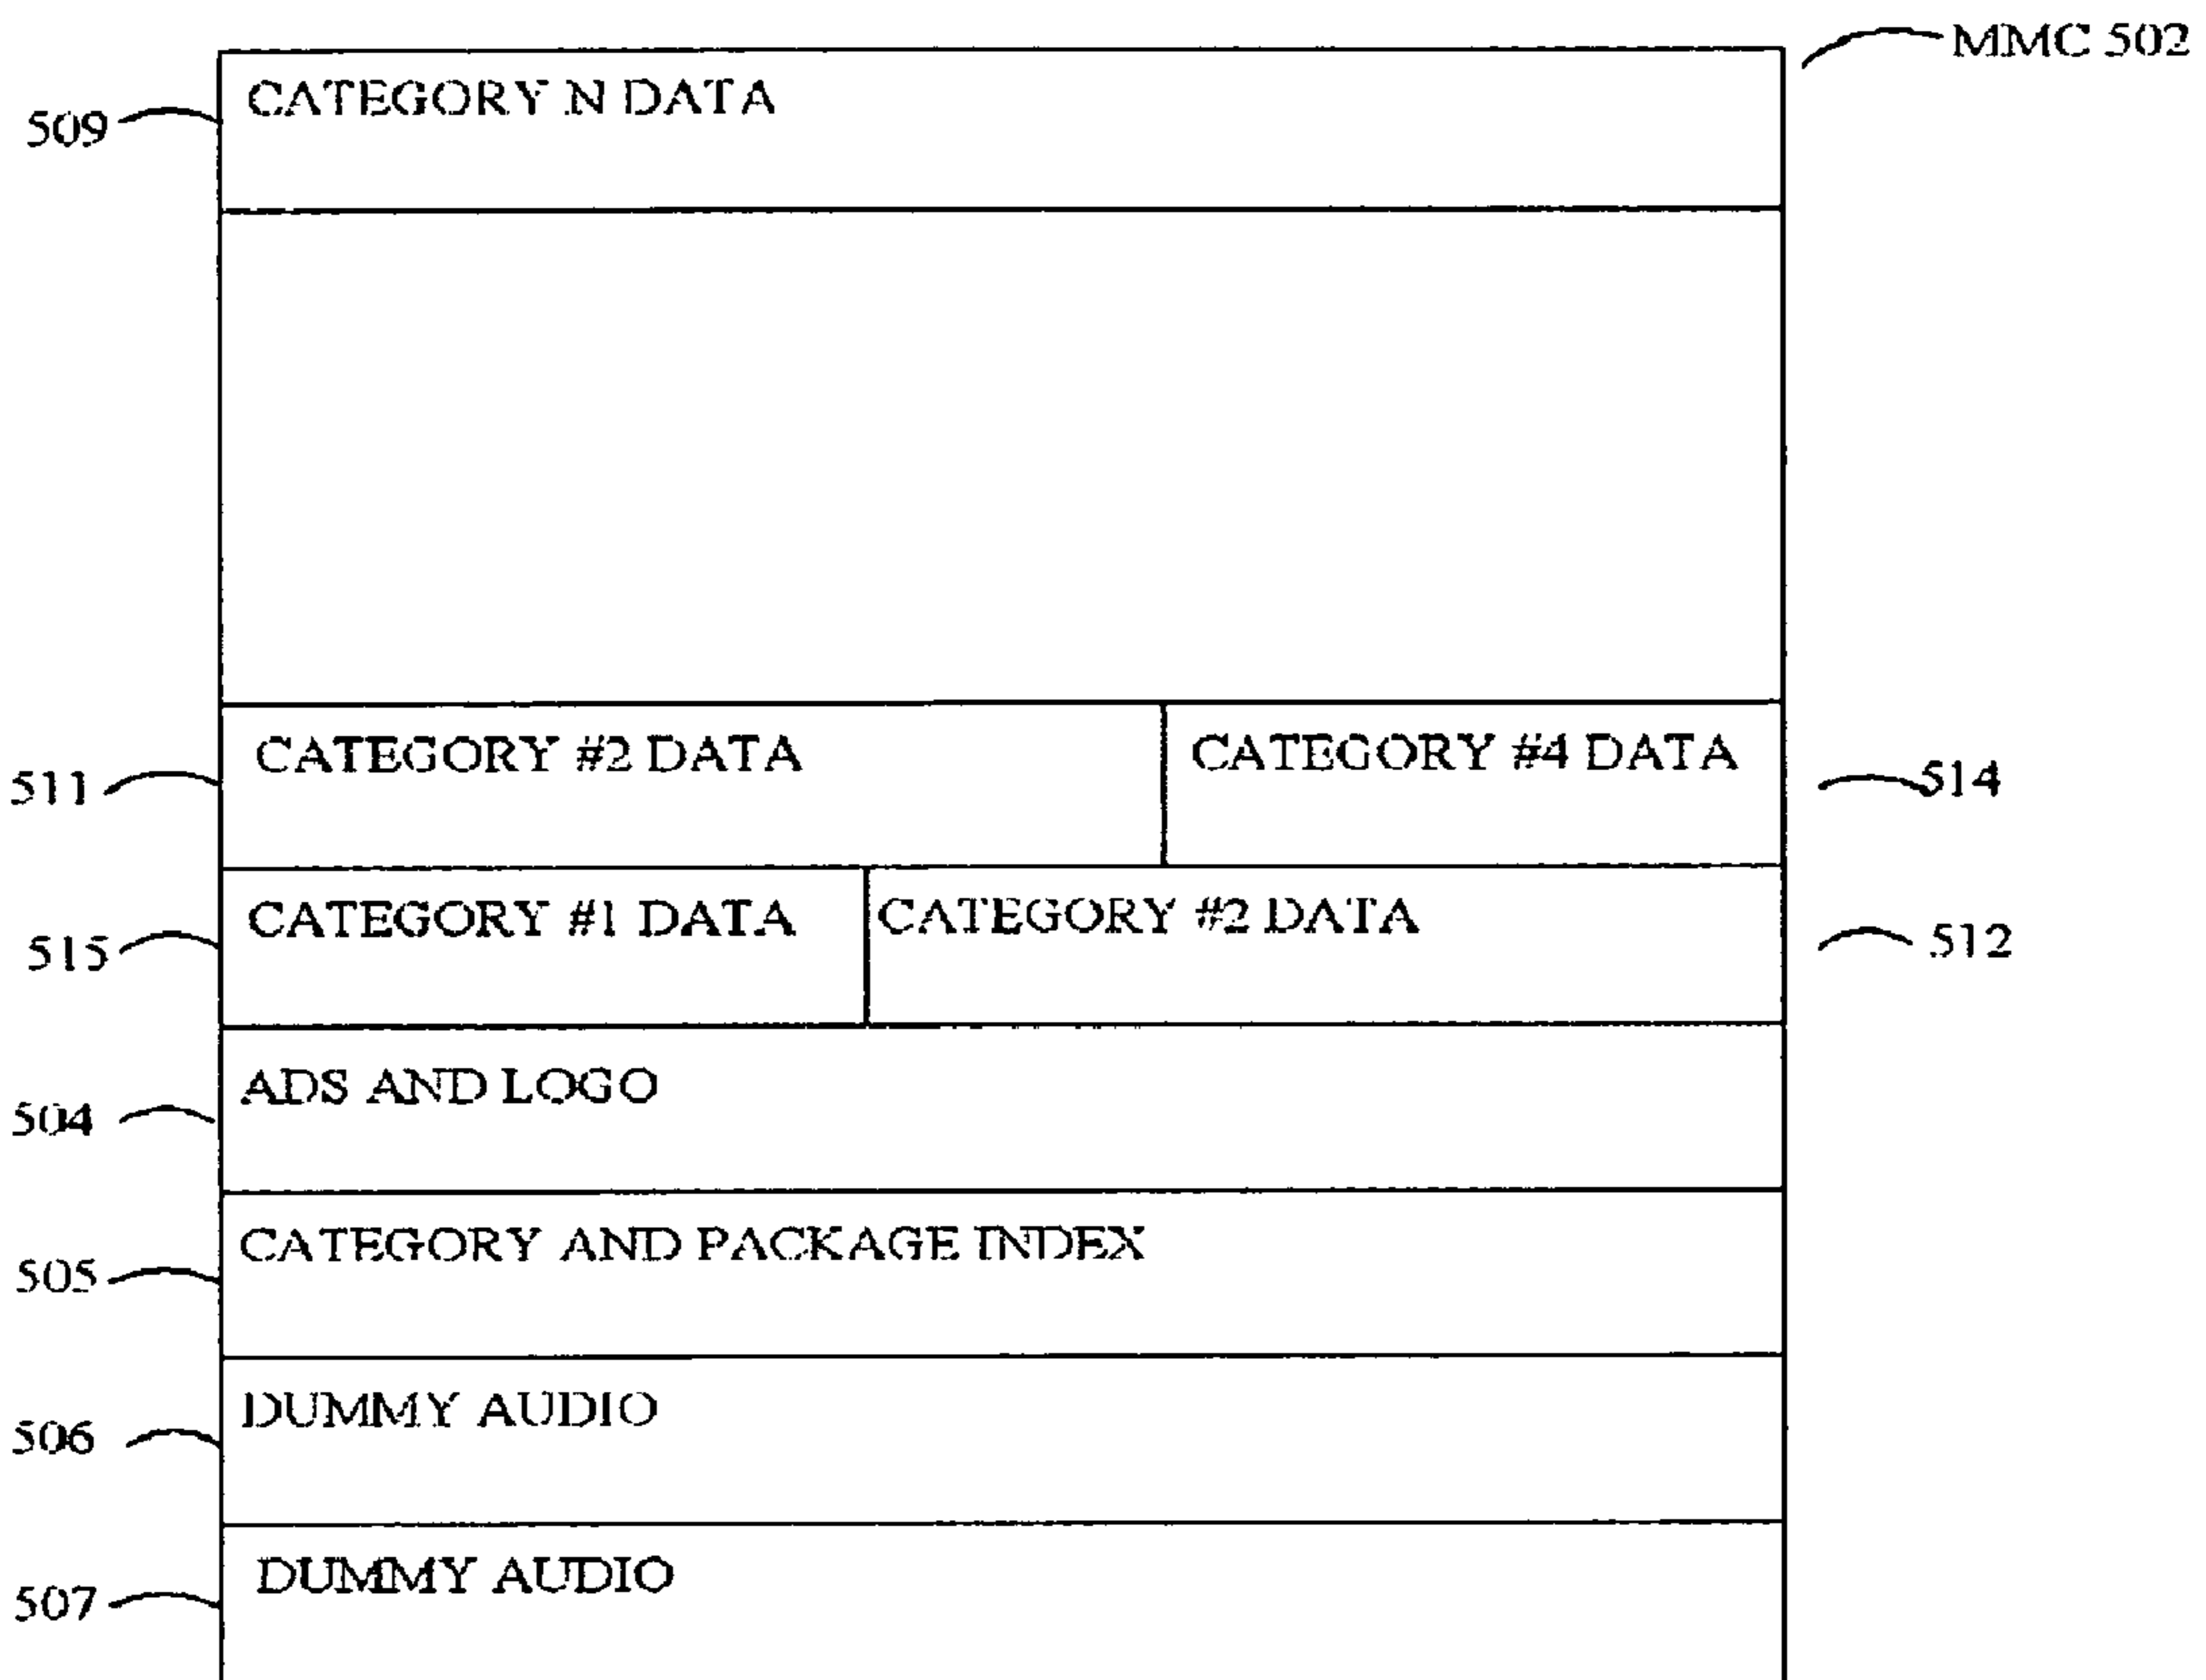 MMC 502
CATEGORY N DATA
509
CATEGORY #2 DATA
CATEGORY #4 DATA
511
514
CATEGORY #1 DATA
CATEGORY #2 DATA
515
512
ADS AND LOGO
504
CATEGORY AND PACKAGE INDEX
505
DUMMY AUDIO
506
DUMMY AUDIO
507